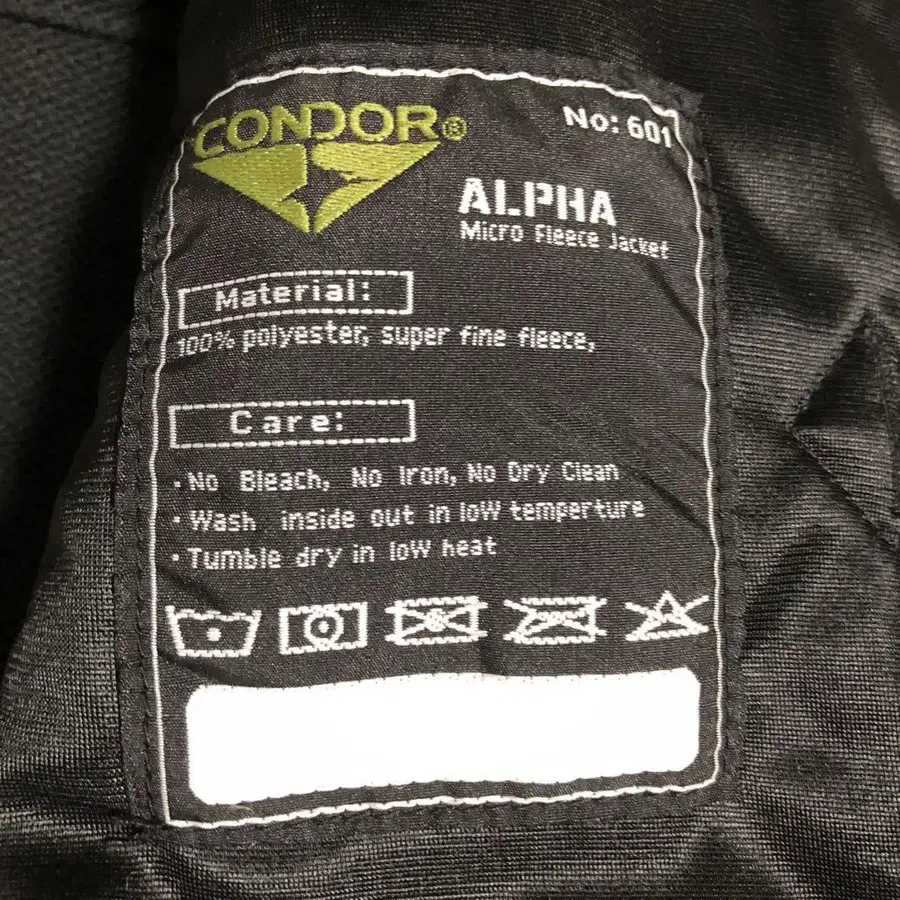 CONDOR®
No: 601
ALPHA
Micro Fleece Jacket
Material:
100% polyester, super fine fleece,
Care:
• No Bleach, No Iron, No Dry Clean
• Wash inside out in low temperture
• Tumble dry in low heat